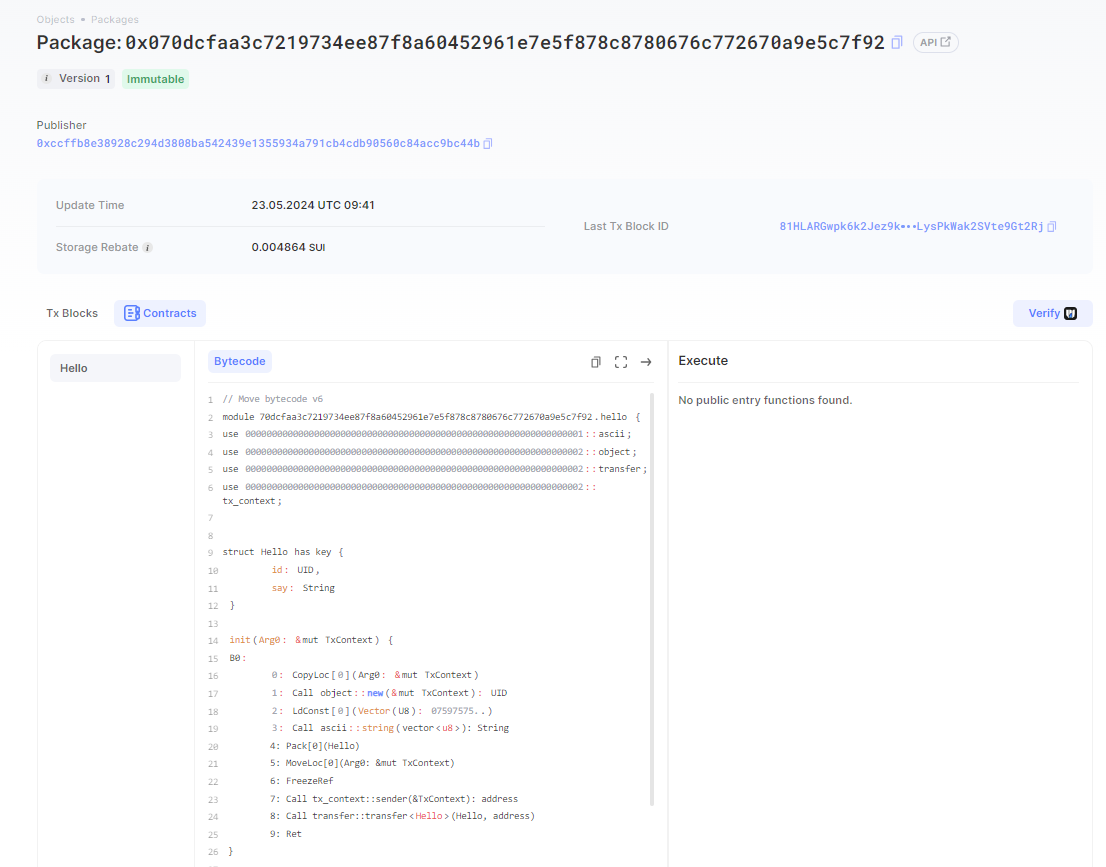 Objects • Packages
Package: 0x070dcfaa3c7219734ee87f8a60452961e7e5f878c8780676c772670a9e5c7f92 API
i Version 1 Immutable
Publisher
0xccffb8e38928c294d3808ba542439e1355934a791cb4cdb90560c84acc9bc44b
Update Time 23.05.2024 UTC 09:41
Last Tx Block ID 81HLARGwpk6k2Jez9k•••LysPkWak2SVte9Gt2Rj
Storage Rebate i 0.004864 SUI
Tx Blocks Contracts Verify
Hello
Bytecode
Execute
No public entry functions found.
1 // Move bytecode v6
2 module 70dcfaa3c7219734ee87f8a60452961e7e5f878c8780676c772670a9e5c7f92.hello {
3 use 0000000000000000000000000000000000000000000000000000000000000001::ascii;
4 use 0000000000000000000000000000000000000000000000000000000000000002::object;
5 use 0000000000000000000000000000000000000000000000000000000000000002::transfer;
6 use 0000000000000000000000000000000000000000000000000000000000000002::
tx_context;
7
8
9 struct Hello has key {
10 id: UID,
11 say: String
12 }
13
14 init(Arg0: &mut TxContext) {
15 B0:
16 0: CopyLoc[0](Arg0: &mut TxContext)
17 1: Call object::new(&mut TxContext): UID
18 2: LdConst[0](Vector(U8): 07597575..)
19 3: Call ascii::string(vector<u8>): String
20 4: Pack[0](Hello)
21 5: MoveLoc[0](Arg0: &mut TxContext)
22 6: FreezeRef
23 7: Call tx_context::sender(&TxContext): address
24 8: Call transfer::transfer<Hello>(Hello, address)
25 9: Ret
26 }